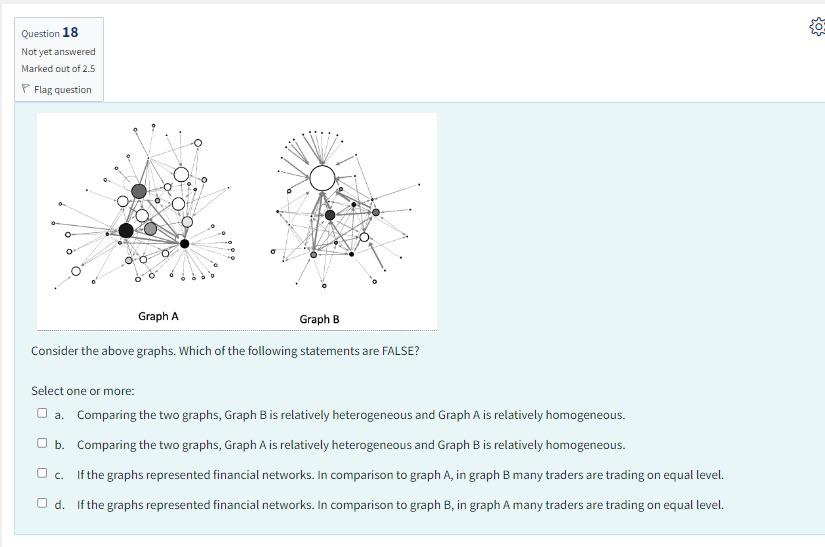 Question 18
Not yet answered
Marked out of 2.5
Flag question
Graph A
Graph B
Consider the above graphs. Which of the following statements are FALSE?
Select one or more:
a. Comparing the two graphs, Graph B is relatively heterogeneous and Graph A is relatively homogeneous.
b. Comparing the two graphs, Graph A is relatively heterogeneous and Graph B is relatively homogeneous.
c. If the graphs represented financial networks. In comparison to graph A, in graph B many traders are trading on equal level.
d. If the graphs represented financial networks. In comparison to graph B, in graph A many traders are trading on equal level.